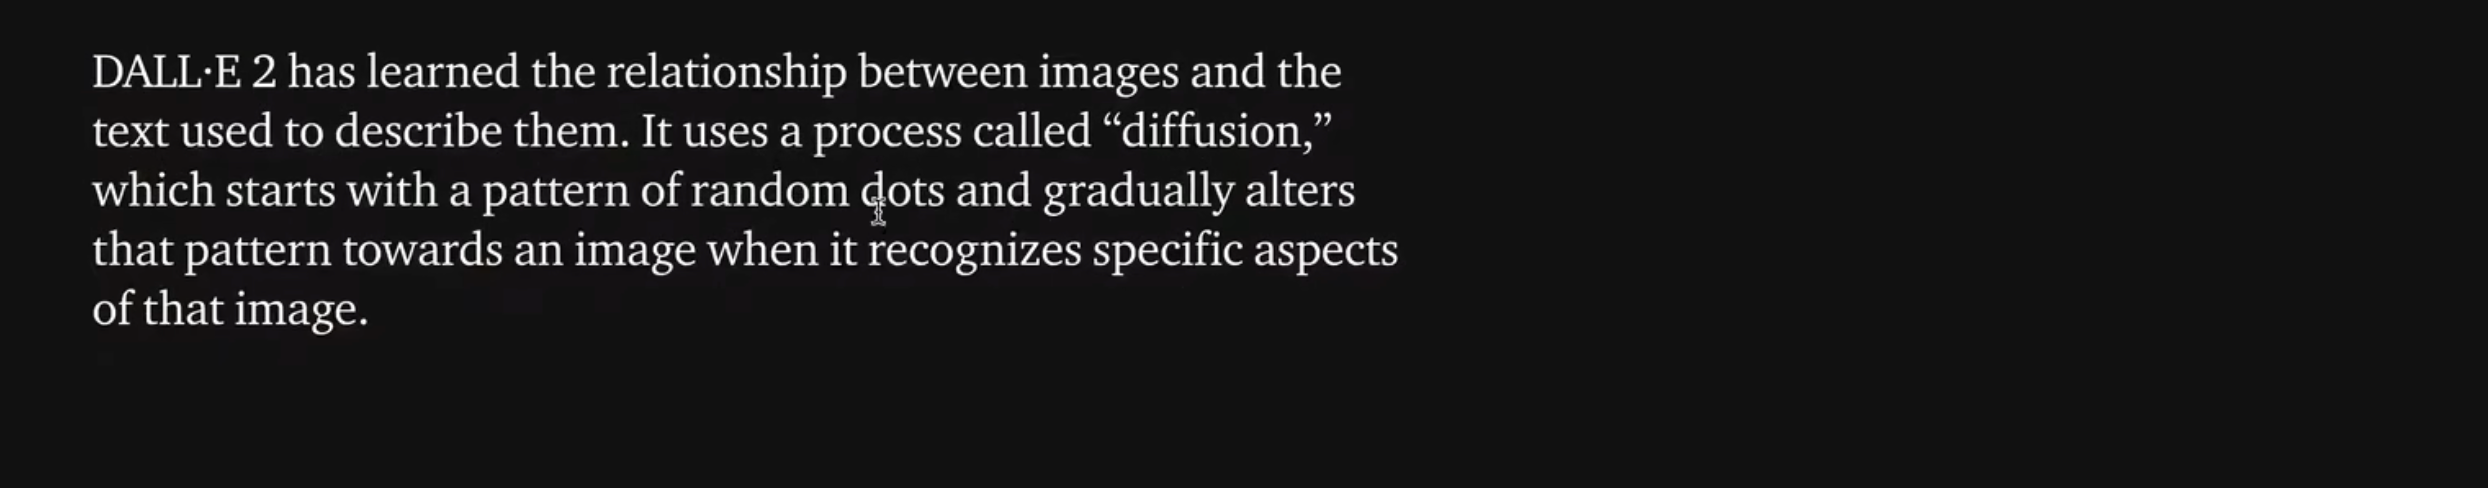 DALL·E 2 has learned the relationship between images and the
text used to describe them. It uses a process called “diffusion,”
which starts with a pattern of random dots and gradually alters
that pattern towards an image when it recognizes specific aspects
of that image.